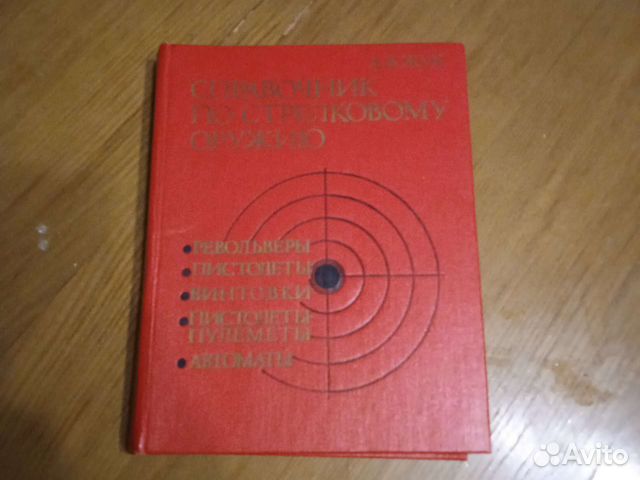 А.Б. ЖУК
СПРАВОЧНИК
ПО СТРЕЛКОВОМУ
ОРУЖИЮ
РЕВОЛЬВЕРЫ
ПИСТОЛЕТЫ
ВИНТОВКИ
ПИСТОЛЕТЫ-
ПУЛЕМЕТЫ
АВТОМАТЫ
Avito